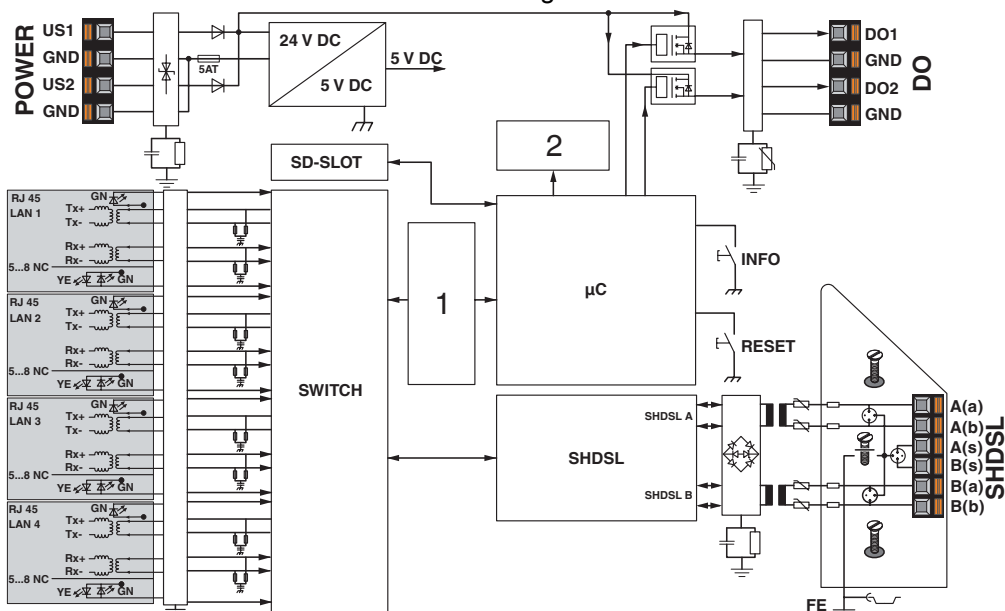 POWER
US1
GND
US2
GND
5AT
24 V DC
5 V DC
5 V DC
DO1
GND
DO2
GND
DO
SD-SLOT
2
1
µC
INFO
RESET
SWITCH
SHDSL
SHDSL A
SHDSL B
RJ 45
LAN 1
GN
Tx+
Tx-
Rx+
Rx-
5...8 NC
YE
GN
RJ 45
LAN 2
GN
Tx+
Tx-
Rx+
Rx-
5...8 NC
YE
GN
RJ 45
LAN 3
GN
Tx+
Tx-
Rx+
Rx-
5...8 NC
YE
GN
RJ 45
LAN 4
GN
Tx+
Tx-
Rx+
Rx-
5...8 NC
YE
GN
A(a)
A(b)
A(s)
B(s)
B(a)
B(b)
SHDSL
FE